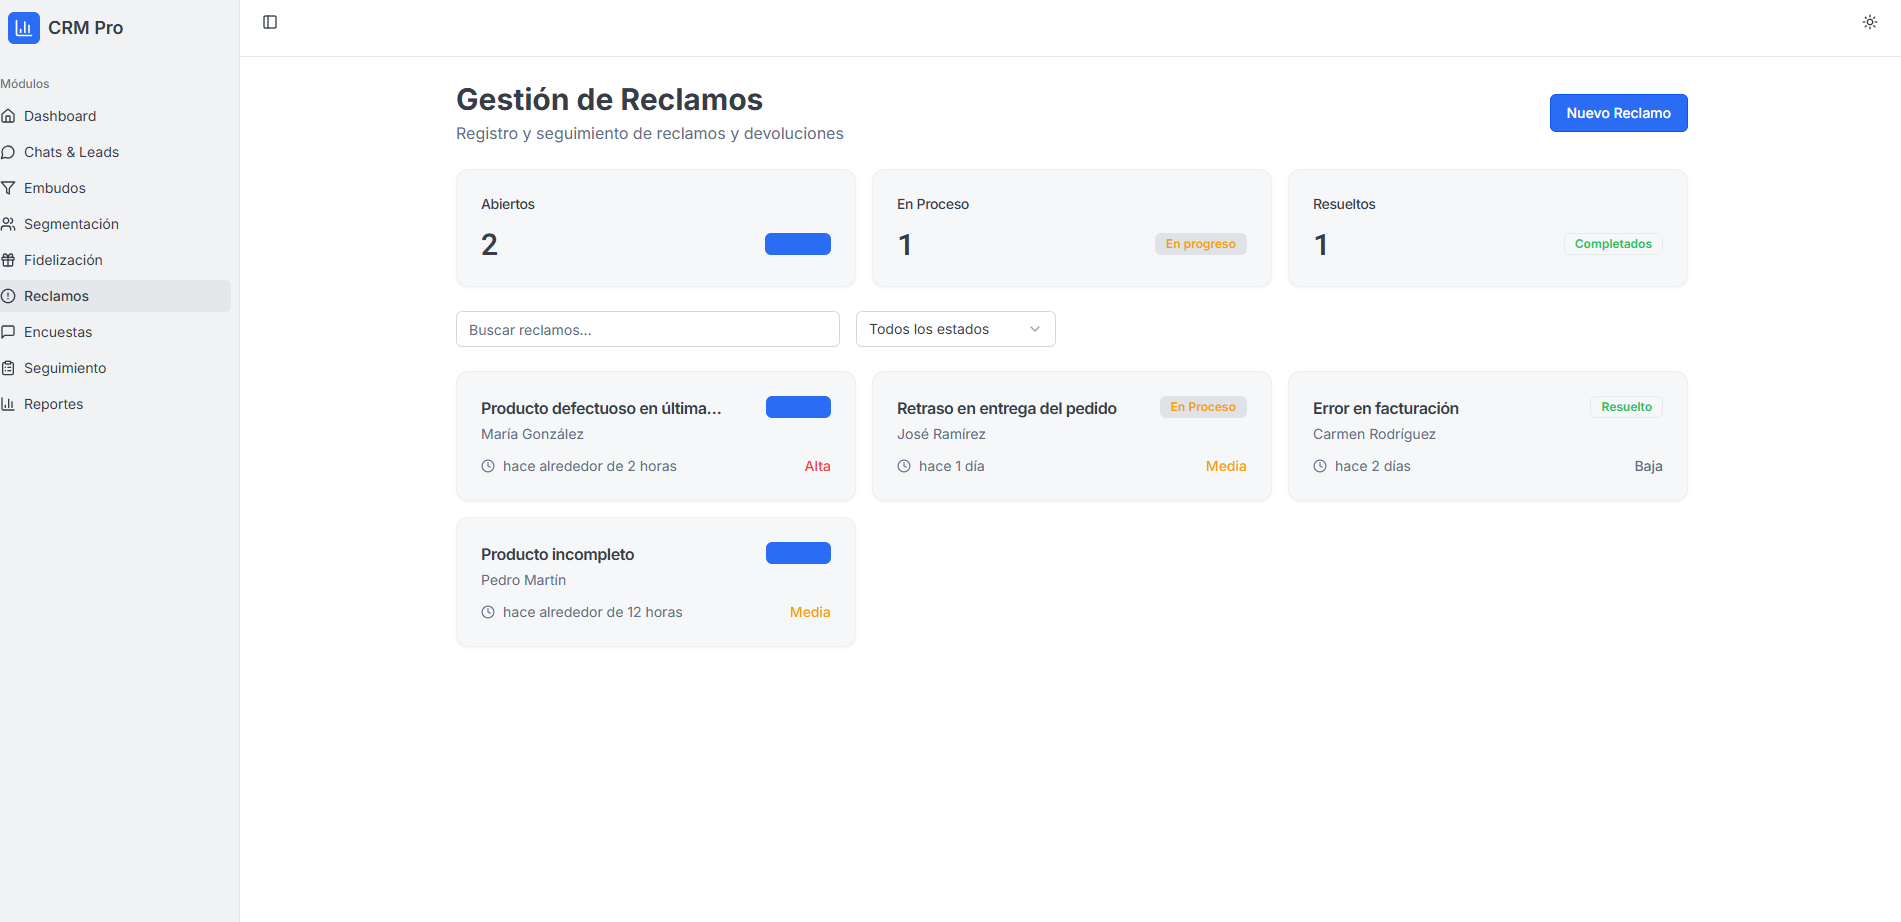 CRM Pro
Módulos
Dashboard
Chats & Leads
Embudos
Segmentación
Fidelización
Reclamos
Encuestas
Seguimiento
Reportes
Gestión de Reclamos
Registro y seguimiento de reclamos y devoluciones
Nuevo Reclamo
Abiertos
2
En Proceso
1
En progreso
Resueltos
1
Completados
Buscar reclamos...
Todos los estados
Producto defectuoso en última...
María González
hace alrededor de 2 horas
Alta
Retraso en entrega del pedido
En Proceso
José Ramírez
hace 1 día
Media
Error en facturación
Resuelto
Carmen Rodríguez
hace 2 días
Baja
Producto incompleto
Pedro Martín
hace alrededor de 12 horas
Media